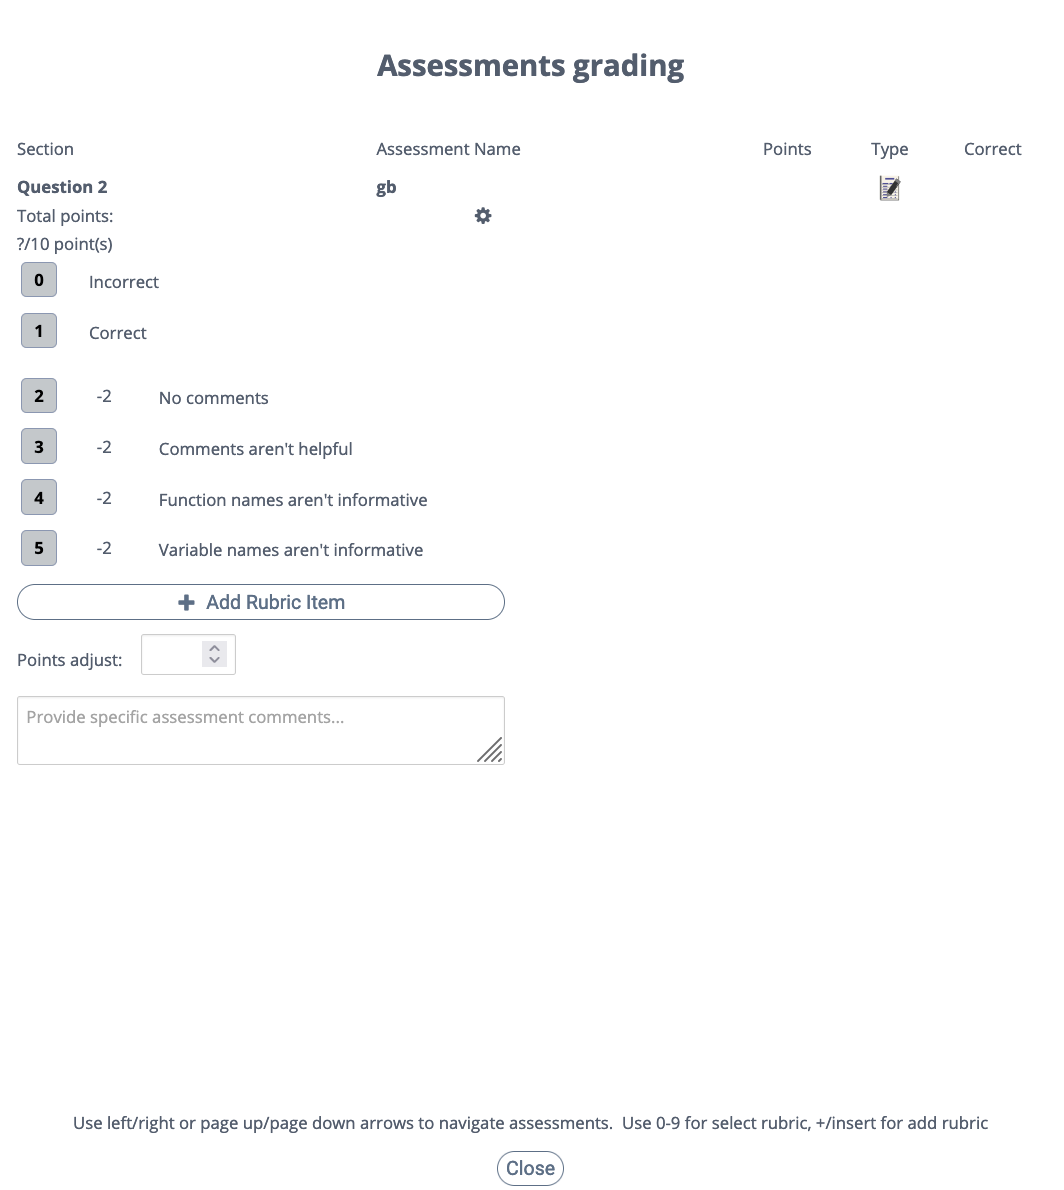 Assessments grading
Section Assessment Name Points Type Correct
Question 2 gb
Total points:
?/10 point(s)
0 Incorrect
1 Correct
2 -2 No comments
3 -2 Comments aren't helpful
4 -2 Function names aren't informative
5 -2 Variable names aren't informative
Add Rubric Item
Points adjust:
Provide specific assessment comments...
Use left/right or page up/page down arrows to navigate assessments. Use 0-9 for select rubric, +/insert for add rubric
Close